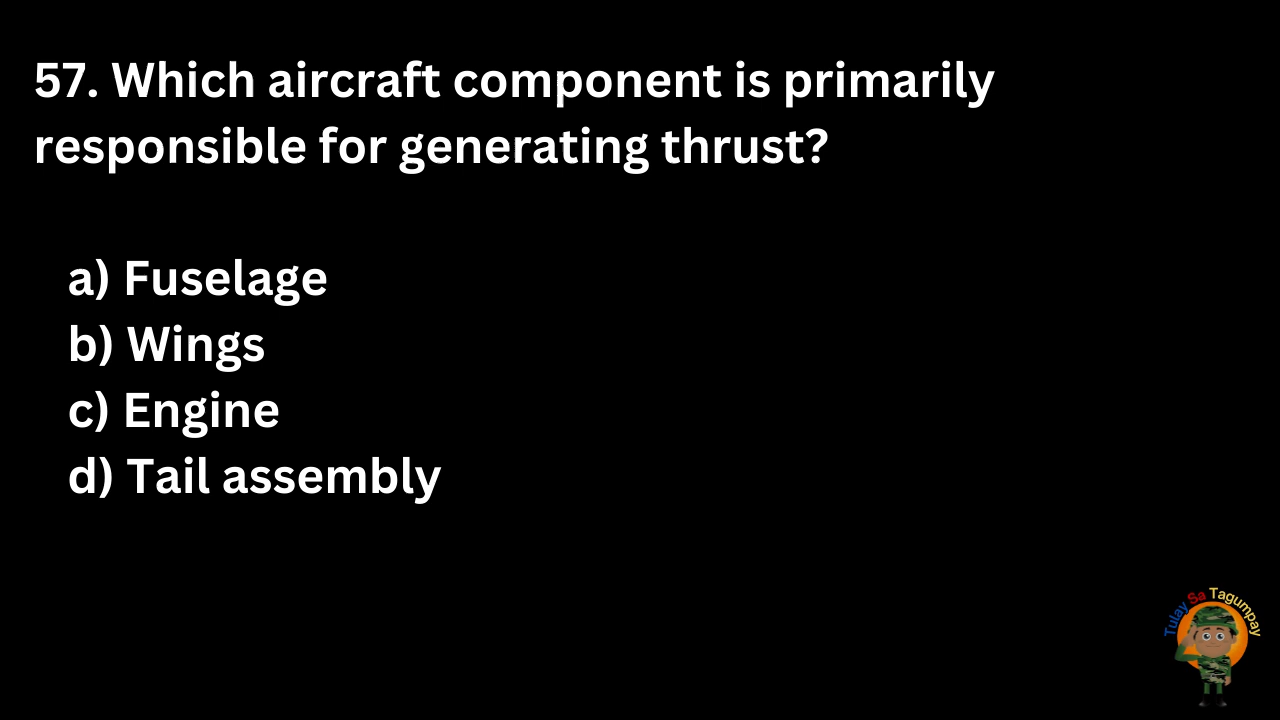 57. Which aircraft component is primarily
responsible for generating thrust?
a) Fuselage
b) Wings
c) Engine
d) Tail assembly
Tulay Sa Tagumpay